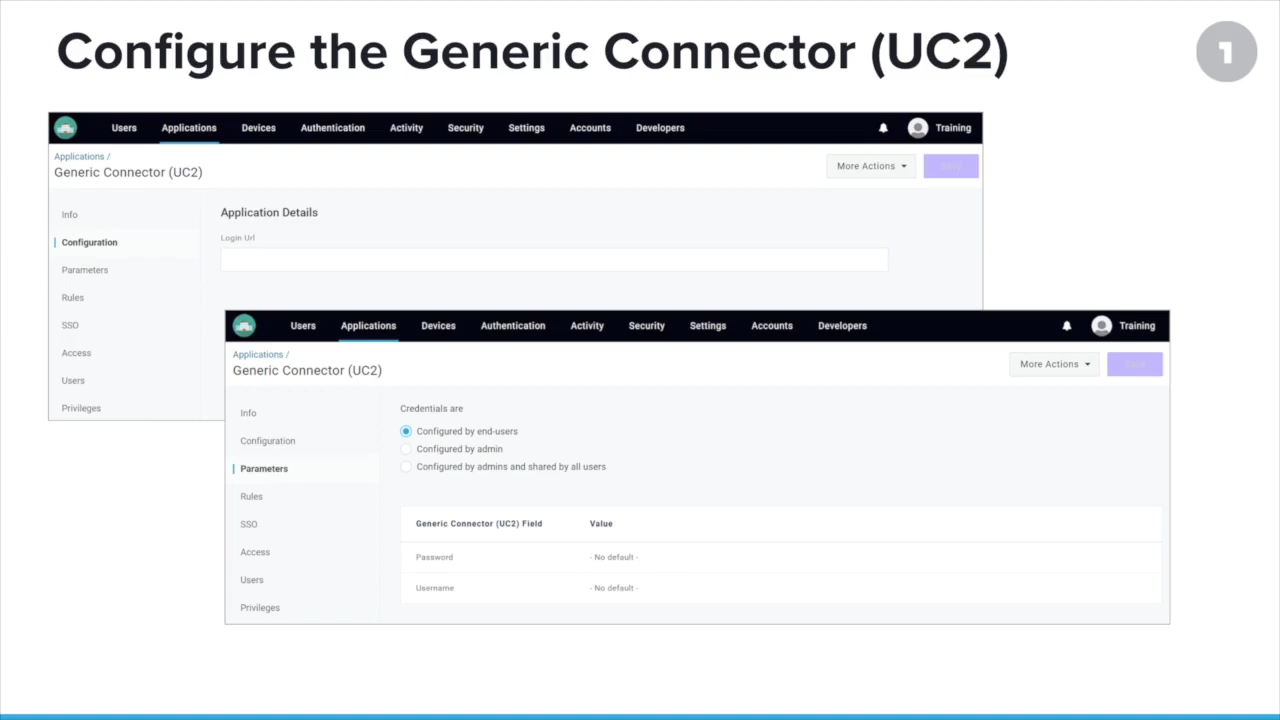 Configure the Generic Connector (UC2)
1
Users Applications Devices Authentication Activity Security Settings Accounts Developers Training
Applications /
Generic Connector (UC2)
More Actions
Save
Info
Configuration
Parameters
Rules
SSO
Access
Users
Privileges
Application Details
Login Url
Users Applications Devices Authentication Activity Security Settings Accounts Developers Training
Applications /
Generic Connector (UC2)
More Actions
Save
Info
Configuration
Parameters
Rules
SSO
Access
Users
Privileges
Credentials are
Configured by end-users
Configured by admin
Configured by admins and shared by all users
Generic Connector (UC2) Field Value
Password - No default -
Username - No default -